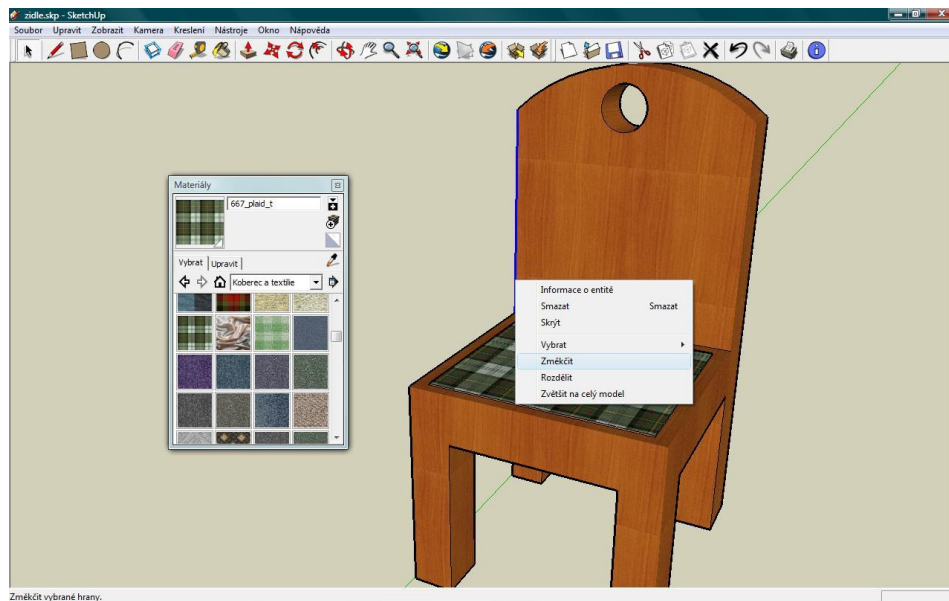 zidle.skp - SketchUp
Soubor Upravit Zobrazit Kamera Kreslení Nástroje Okno Nápověda
Materiály
667_plaid_t
Vybrat Upravit
Koberec a textilie
Informace o entitě
Smazat Smazat
Skrýt
Vybrat
Změkčit
Rozdělit
Zvětšit na celý model
Změkčit vybrané hrany.